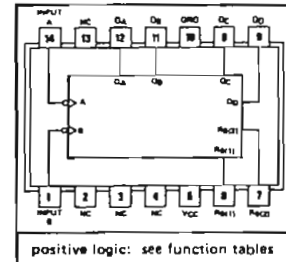 INPUT
A NC QA QB GND QC QD
14 13 12 11 10 8 9
QA QB QC
A QD
B R0(2)
R0(1)
1 2 3 4 5 6 7
INPUT NC NC NC VCC R0(1) R0(2)
B
positive logic: see function tables